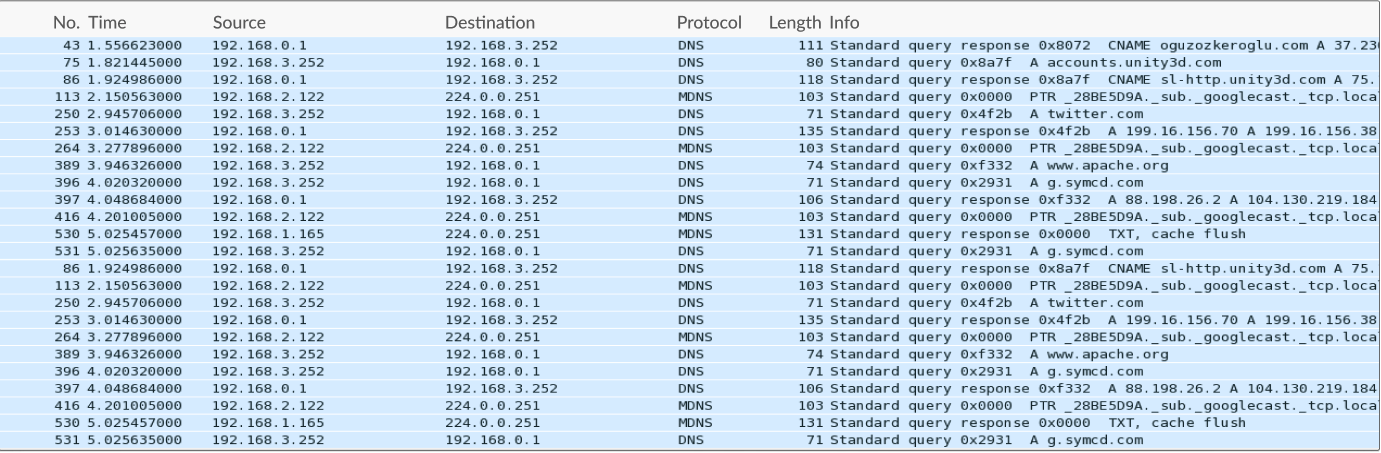 No. Time Source Destination Protocol Length Info
43 1.556623000 192.168.0.1 192.168.3.252 DNS 111 Standard query response 0x8072 CNAME oguzozkeroglu.com A 37.230
75 1.821445000 192.168.3.252 192.168.0.1 DNS 80 Standard query 0x8a7f A accounts.unity3d.com
86 1.924986000 192.168.0.1 192.168.3.252 DNS 118 Standard query response 0x8a7f CNAME sl-http.unity3d.com A 75.
113 2.150563000 192.168.2.122 224.0.0.251 MDNS 103 Standard query 0x0000 PTR _28BE5D9A._sub._googlecast._tcp.local
250 2.945706000 192.168.3.252 192.168.0.1 DNS 71 Standard query 0x4f2b A twitter.com
253 3.014630000 192.168.0.1 192.168.3.252 DNS 135 Standard query response 0x4f2b A 199.16.156.70 A 199.16.156.38
264 3.277896000 192.168.2.122 224.0.0.251 MDNS 103 Standard query 0x0000 PTR _28BE5D9A._sub._googlecast._tcp.local
389 3.946326000 192.168.3.252 192.168.0.1 DNS 74 Standard query 0xf332 A www.apache.org
396 4.020320000 192.168.3.252 192.168.0.1 DNS 71 Standard query 0x2931 A g.symcd.com
397 4.048684000 192.168.0.1 192.168.3.252 DNS 106 Standard query response 0xf332 A 88.198.26.2 A 104.130.219.184
416 4.201005000 192.168.2.122 224.0.0.251 MDNS 103 Standard query 0x0000 PTR _28BE5D9A._sub._googlecast._tcp.local
530 5.025457000 192.168.1.165 224.0.0.251 MDNS 131 Standard query response 0x0000 TXT, cache flush
531 5.025635000 192.168.3.252 192.168.0.1 DNS 71 Standard query 0x2931 A g.symcd.com
86 1.924986000 192.168.0.1 192.168.3.252 DNS 118 Standard query response 0x8a7f CNAME sl-http.unity3d.com A 75.
113 2.150563000 192.168.2.122 224.0.0.251 MDNS 103 Standard query 0x0000 PTR _28BE5D9A._sub._googlecast._tcp.local
250 2.945706000 192.168.3.252 192.168.0.1 DNS 71 Standard query 0x4f2b A twitter.com
253 3.014630000 192.168.0.1 192.168.3.252 DNS 135 Standard query response 0x4f2b A 199.16.156.70 A 199.16.156.38
264 3.277896000 192.168.2.122 224.0.0.251 MDNS 103 Standard query 0x0000 PTR _28BE5D9A._sub._googlecast._tcp.local
389 3.946326000 192.168.3.252 192.168.0.1 DNS 74 Standard query 0xf332 A www.apache.org
396 4.020320000 192.168.3.252 192.168.0.1 DNS 71 Standard query 0x2931 A g.symcd.com
397 4.048684000 192.168.0.1 192.168.3.252 DNS 106 Standard query response 0xf332 A 88.198.26.2 A 104.130.219.184
416 4.201005000 192.168.2.122 224.0.0.251 MDNS 103 Standard query 0x0000 PTR _28BE5D9A._sub._googlecast._tcp.local
530 5.025457000 192.168.1.165 224.0.0.251 MDNS 131 Standard query response 0x0000 TXT, cache flush
531 5.025635000 192.168.3.252 192.168.0.1 DNS 71 Standard query 0x2931 A g.symcd.com